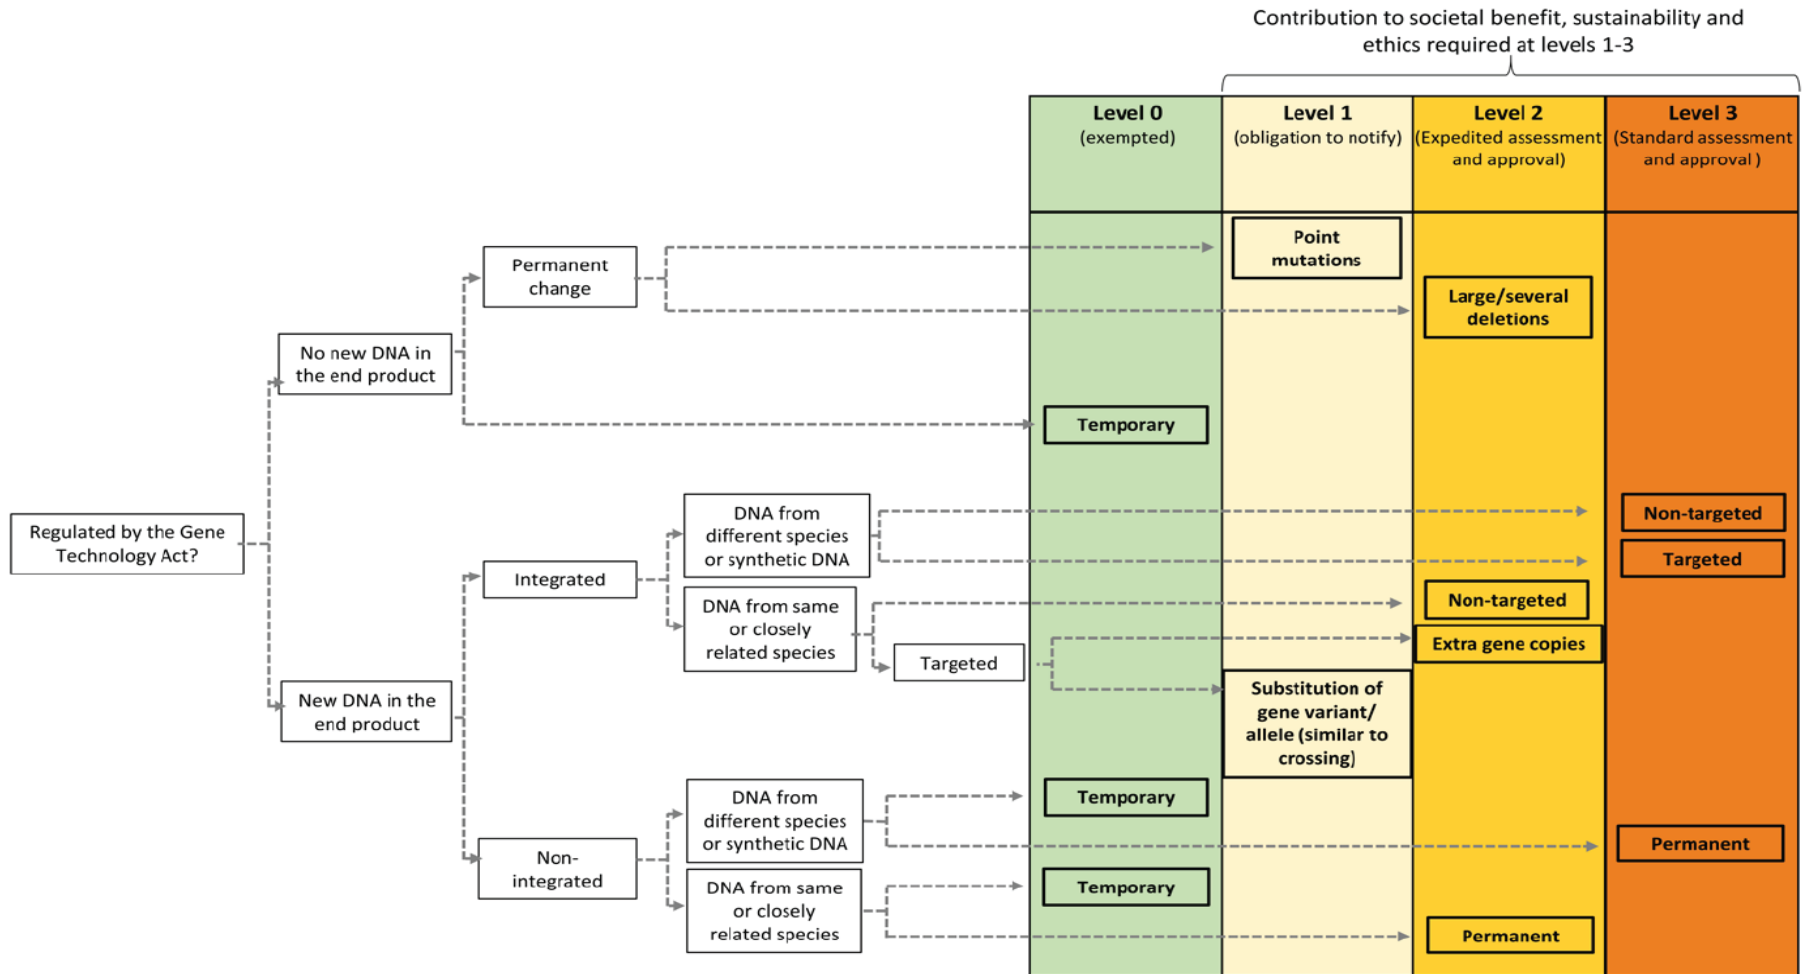 Contribution to societal benefit, sustainability and
ethics required at levels 1-3
Level 0
(exempted)
Level 1
(obligation to notify)
Level 2
(Expedited assessment
and approval)
Level 3
(Standard assessment
and approval )
Point
mutations
Permanent
change
Large/several
deletions
No new DNA in
the end product
Temporary
DNA from
different species
or synthetic DNA
Non-targeted
Regulated by the Gene
Technology Act?
Targeted
Integrated
DNA from same
or closely
related species
Non-targeted
Extra gene copies
Targeted
New DNA in the
end product
Substitution of
gene variant/
allele (similar to
crossing)
DNA from
different species
or synthetic DNA
Temporary
Permanent
Non-
integrated
DNA from same
or closely
related species
Temporary
Permanent